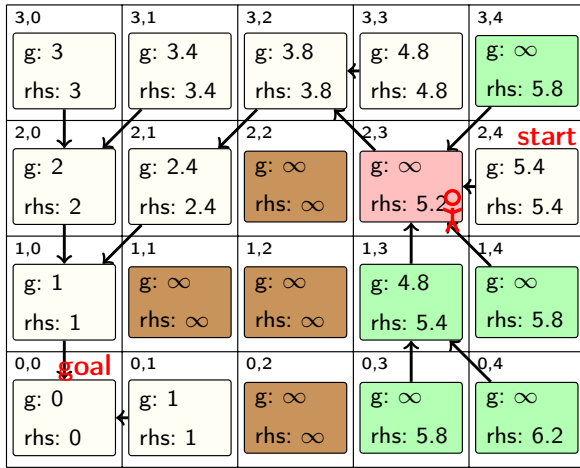 3,0 3,1 3,2 3,3 3,4
g: 3 g: 3.4 g: 3.8 g: 4.8 g: ∞
rhs: 3 rhs: 3.4 rhs: 3.8 rhs: 4.8 rhs: 5.8
2,0 2,1 2,2 2,3 2,4 start
g: 2 g: 2.4 g: ∞ g: ∞ g: 5.4
rhs: 2 rhs: 2.4 rhs: ∞ rhs: 5.2 rhs: 5.4
1,0 1,1 1,2 1,3 1,4
g: 1 g: ∞ g: ∞ g: 4.8 g: ∞
rhs: 1 rhs: ∞ rhs: ∞ rhs: 5.4 rhs: 5.8
0,0 goal 0,1 0,2 0,3 0,4
g: 0 g: 1 g: ∞ g: ∞ g: ∞
rhs: 0 rhs: 1 rhs: ∞ rhs: 5.8 rhs: 6.2